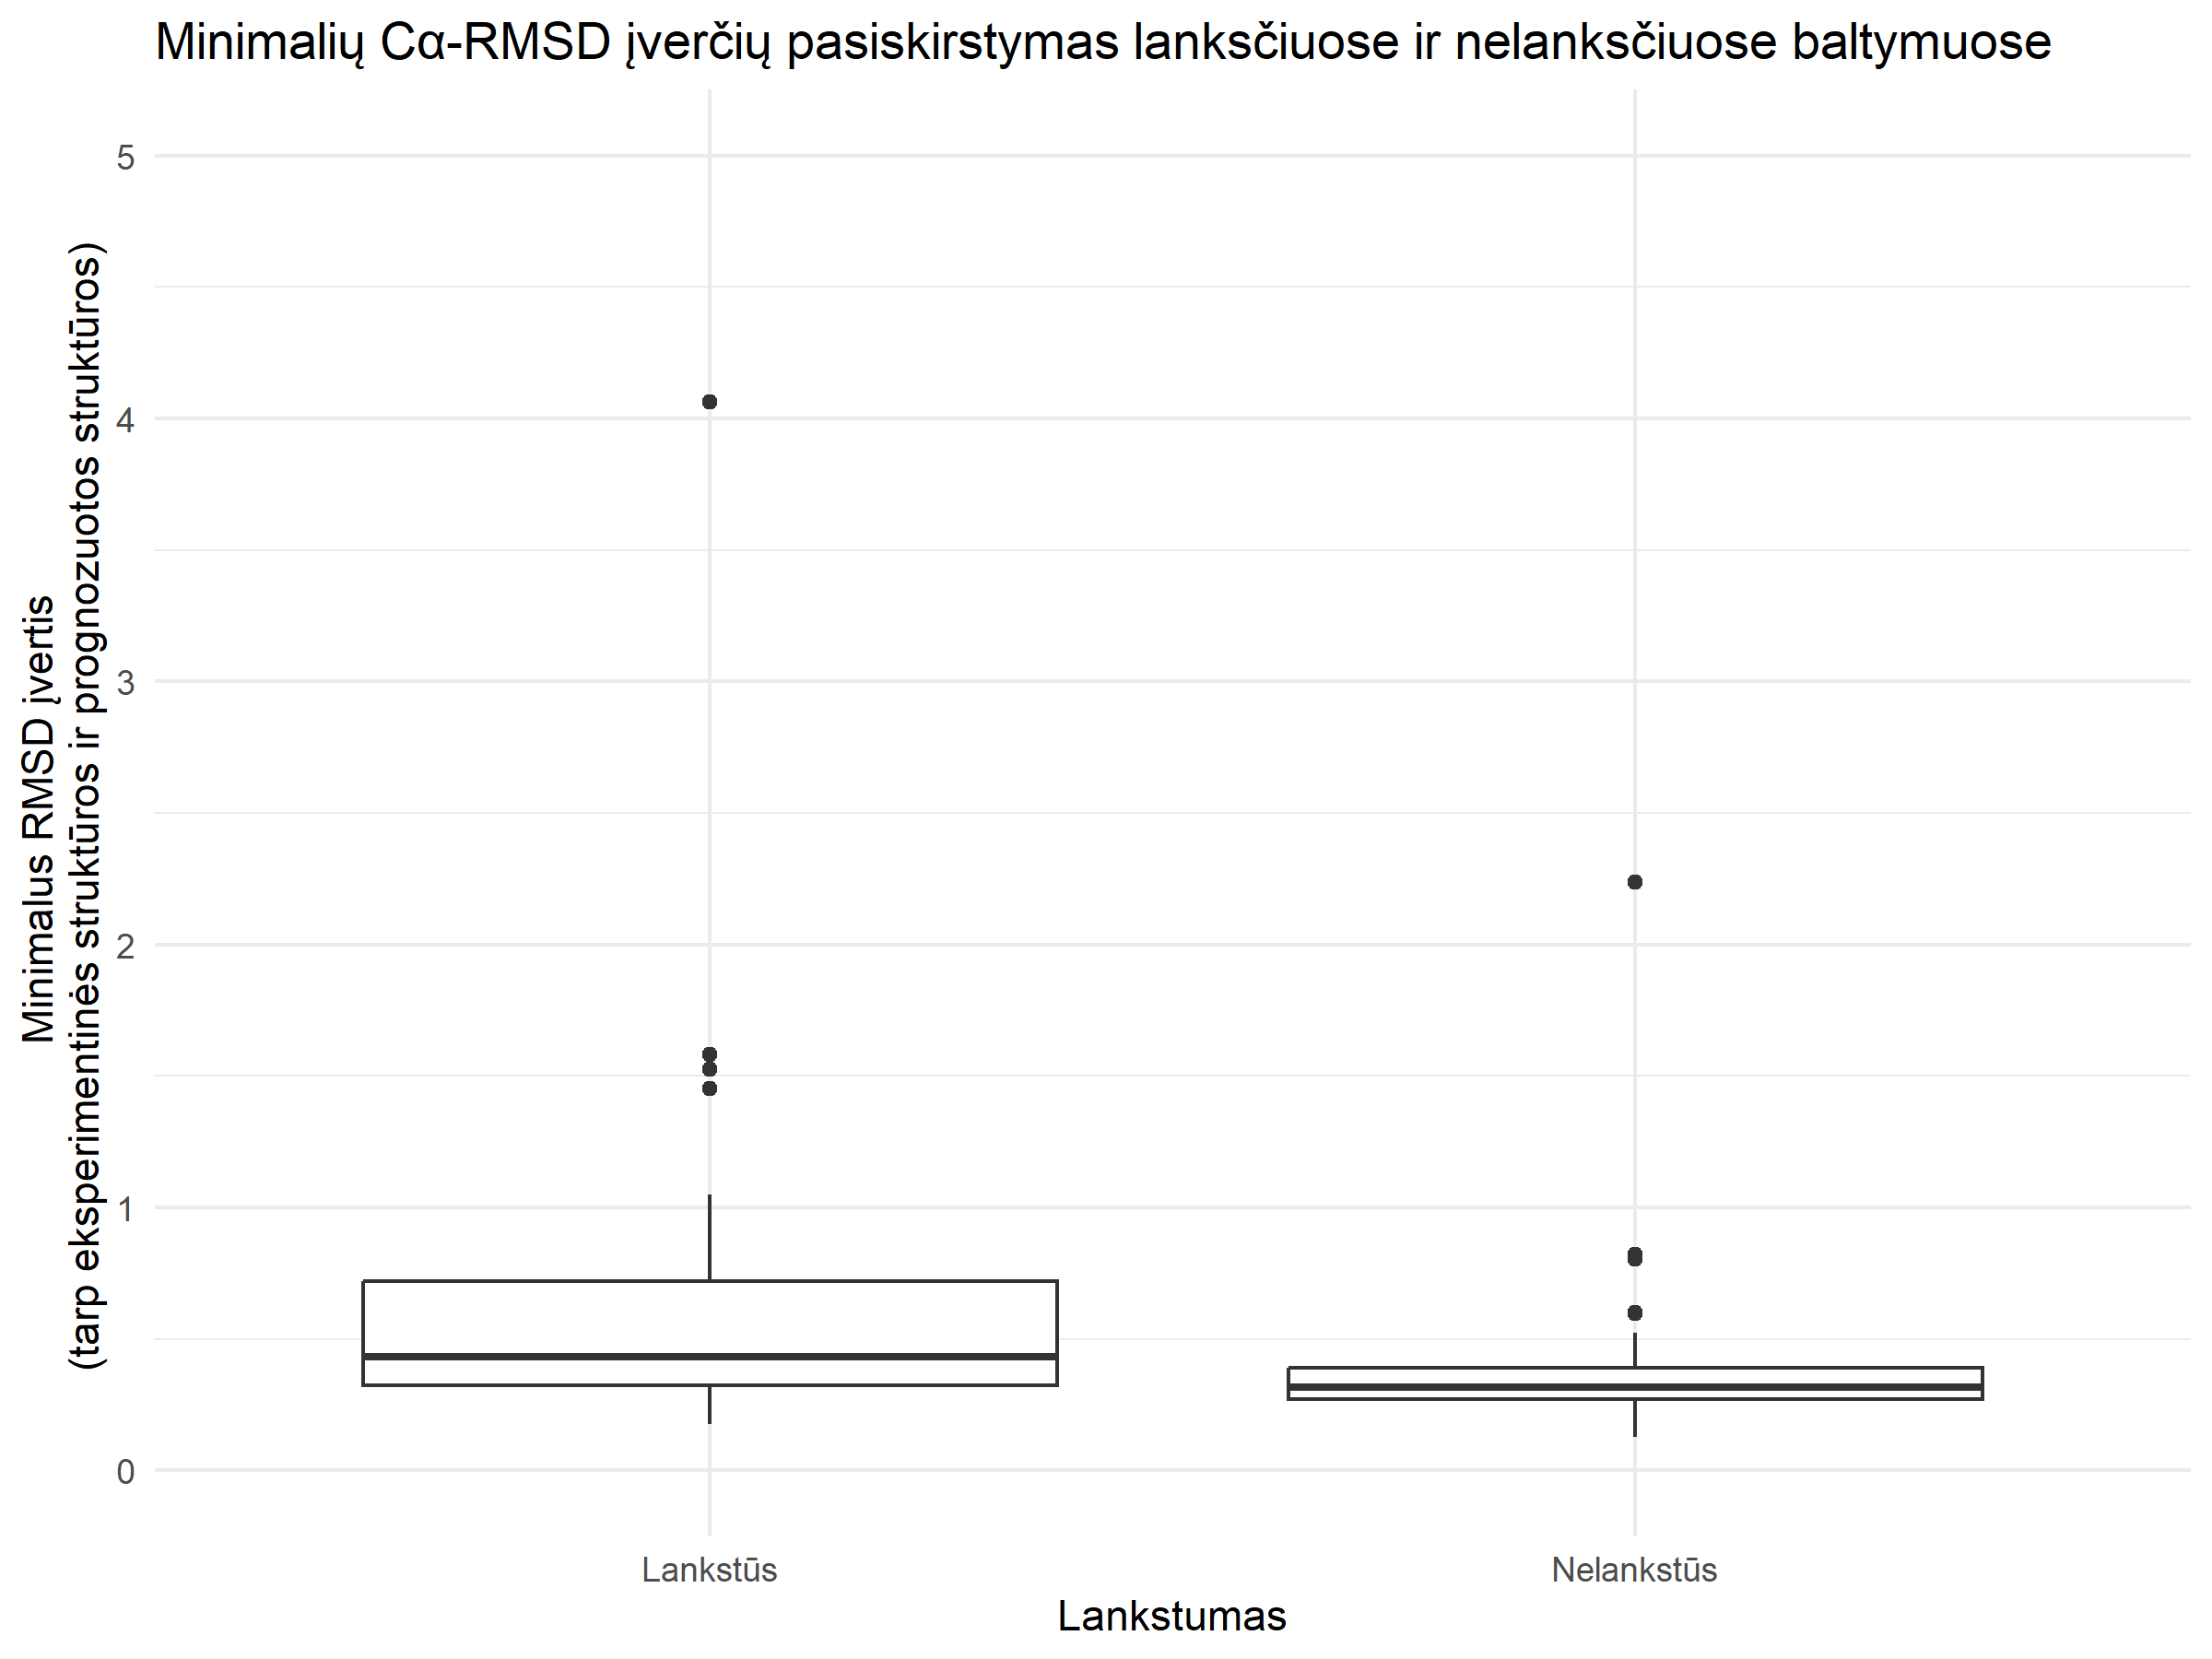 Minimalių Cα-RMSD įverčių pasiskirstymas lanksčiuose ir nelanksčiuose baltymuose
Minimalus RMSD įvertis
(tarp eksperimentinės struktūros ir prognozuotos struktūros)
5
4
3
2
1
0
Lankstūs
Nelankstūs
Lankstumas